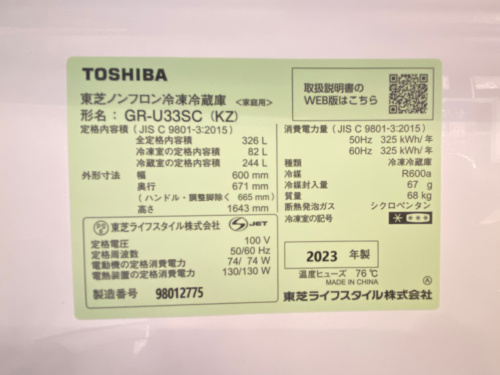 TOSHIBA
東芝ノンフロン冷凍冷蔵庫 <家庭用>
形名： GR-U33SC (KZ)
取扱説明書の
WEB版はこちら
定格内容積 (JIS C 9801-3:2015)
全定格内容積 326 L
冷凍室の定格内容積 82 L
冷蔵室の定格内容積 244 L
外形寸法 幅 600 mm
奥行 671 mm
(ハンドル・調整脚除く 665 mm)
高さ 1643 mm
消費電力量 (JIS C 9801-3:2015)
50Hz 325 kWh/年
60Hz 325 kWh/年
種類 冷凍冷蔵庫
冷媒 R600a
冷媒封入量 67 g
質量 68 kg
断熱発泡ガス シクロペンタン
冷凍室の記号
東芝ライフスタイル株式会社 S-JET
定格電圧 100 V
定格周波数 50/60 Hz
電動機の定格消費電力 74/ 74 W
電熱装置の定格消費電力 130/130 W
製造番号 98012775
2023 年製
温度ヒューズ 76℃
MADE IN CHINA
東芝ライフスタイル株式会社